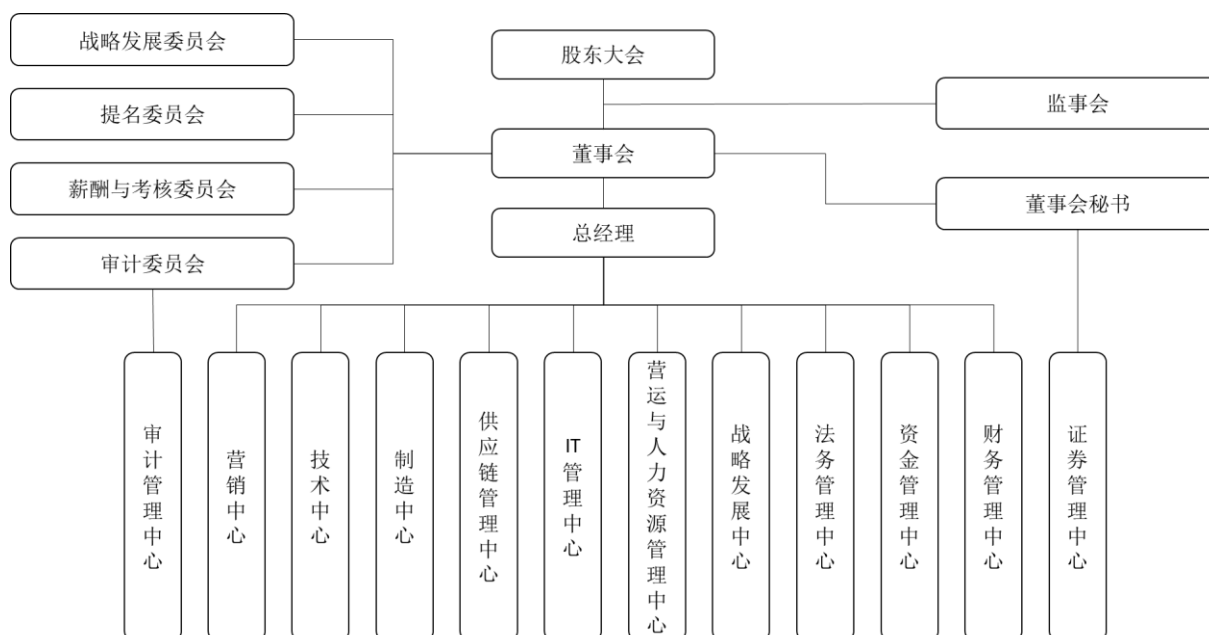 战略发展委员会
股东大会
提名委员会
监事会
董事会
薪酬与考核委员会
董事会秘书
总经理
审计委员会
审计管理中心
营销中心
技术中心
制造中心
供应链管理中心
IT管理中心
营运与人力资源管理中心
战略发展中心
法务管理中心
资金管理中心
财务管理中心
证券管理中心